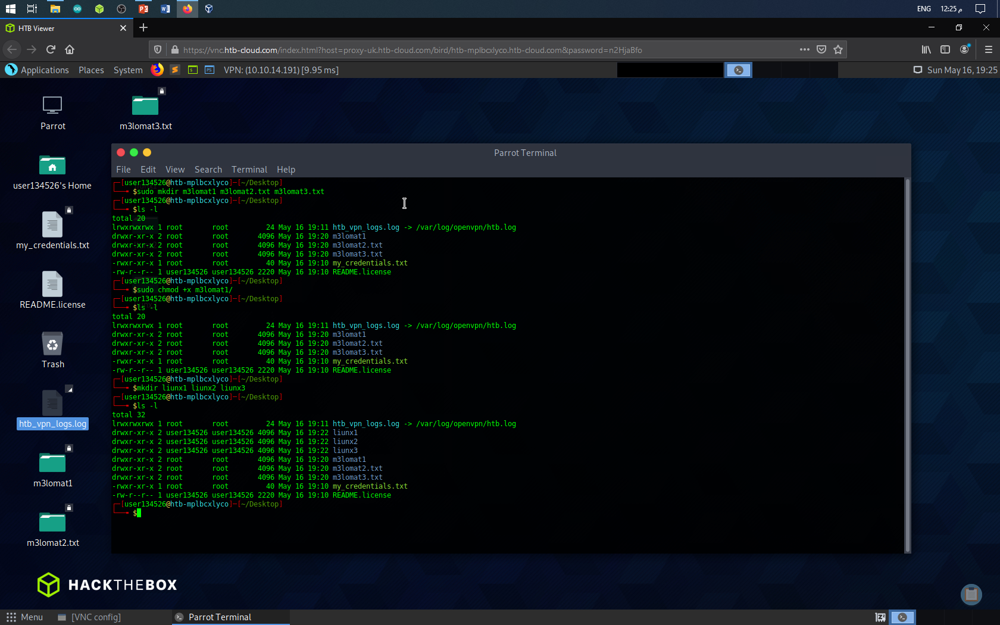 ENG 12:25 م
HTB Viewer
https://vnc.htb-cloud.com/index.html?host=proxy-uk.htb-cloud.com/bird/htb-mplbcxlyco.htb-cloud.com&password=n2HjaBfo
Applications Places System VPN: (10.10.14.191) [9.95 ms] Sun May 16, 19:25
Parrot
m3lomat3.txt
user134526's Home
my_credentials.txt
README.license
Trash
htb_vpn_logs.log
m3lomat1
m3lomat2.txt
Parrot Terminal
File Edit View Search Terminal Help
[user134526@htb-mplbcxlyco]-[~/Desktop]
$sudo mkdir m3lomat1 m3lomat2.txt m3lomat3.txt
[user134526@htb-mplbcxlyco]-[~/Desktop]
$ls -l
total 20
lrwxrwxrwx 1 root root 24 May 16 19:11 htb_vpn_logs.log -> /var/log/openvpn/htb.log
drwxr-xr-x 2 root root 4096 May 16 19:20 m3lomat1
drwxr-xr-x 2 root root 4096 May 16 19:20 m3lomat2.txt
drwxr-xr-x 2 root root 4096 May 16 19:20 m3lomat3.txt
-rwxr-xr-x 1 root root 40 May 16 19:10 my_credentials.txt
-rw-r--r-- 1 user134526 user134526 2220 May 16 19:10 README.license
[user134526@htb-mplbcxlyco]-[~/Desktop]
$sudo chmod +x m3lomat1/
[user134526@htb-mplbcxlyco]-[~/Desktop]
$ls -l
total 20
lrwxrwxrwx 1 root root 24 May 16 19:11 htb_vpn_logs.log -> /var/log/openvpn/htb.log
drwxr-xr-x 2 root root 4096 May 16 19:20 m3lomat1
drwxr-xr-x 2 root root 4096 May 16 19:20 m3lomat2.txt
drwxr-xr-x 2 root root 4096 May 16 19:20 m3lomat3.txt
-rwxr-xr-x 1 root root 40 May 16 19:10 my_credentials.txt
-rw-r--r-- 1 user134526 user134526 2220 May 16 19:10 README.license
[user134526@htb-mplbcxlyco]-[~/Desktop]
$mkdir liunx1 liunx2 liunx3
[user134526@htb-mplbcxlyco]-[~/Desktop]
$ls -l
total 32
lrwxrwxrwx 1 root root 24 May 16 19:11 htb_vpn_logs.log -> /var/log/openvpn/htb.log
drwxr-xr-x 2 user134526 user134526 4096 May 16 19:22 liunx1
drwxr-xr-x 2 user134526 user134526 4096 May 16 19:22 liunx2
drwxr-xr-x 2 user134526 user134526 4096 May 16 19:22 liunx3
drwxr-xr-x 2 root root 4096 May 16 19:20 m3lomat1
drwxr-xr-x 2 root root 4096 May 16 19:20 m3lomat2.txt
drwxr-xr-x 2 root root 4096 May 16 19:20 m3lomat3.txt
-rwxr-xr-x 1 root root 40 May 16 19:10 my_credentials.txt
-rw-r--r-- 1 user134526 user134526 2220 May 16 19:10 README.license
[user134526@htb-mplbcxlyco]-[~/Desktop]
$
HACKTHEBOX
Menu [VNC config] Parrot Terminal